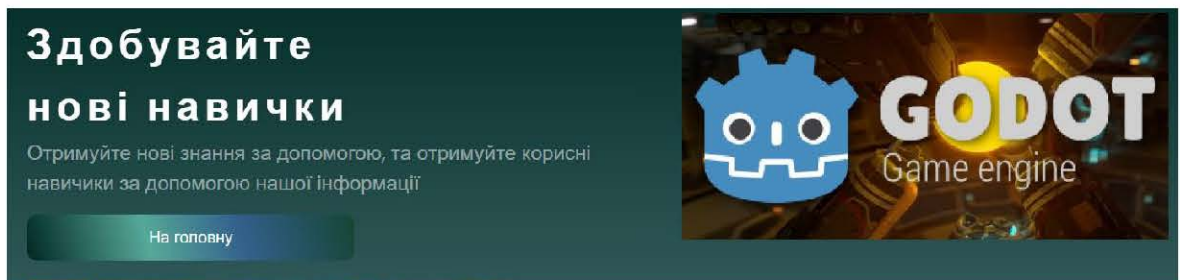 Здобувайте
нові навички
Отримуйте нові знання за допомогою, та отримуйте корисні
навичики за допомогою нашої інформації
На головну
GODOT
Game engine